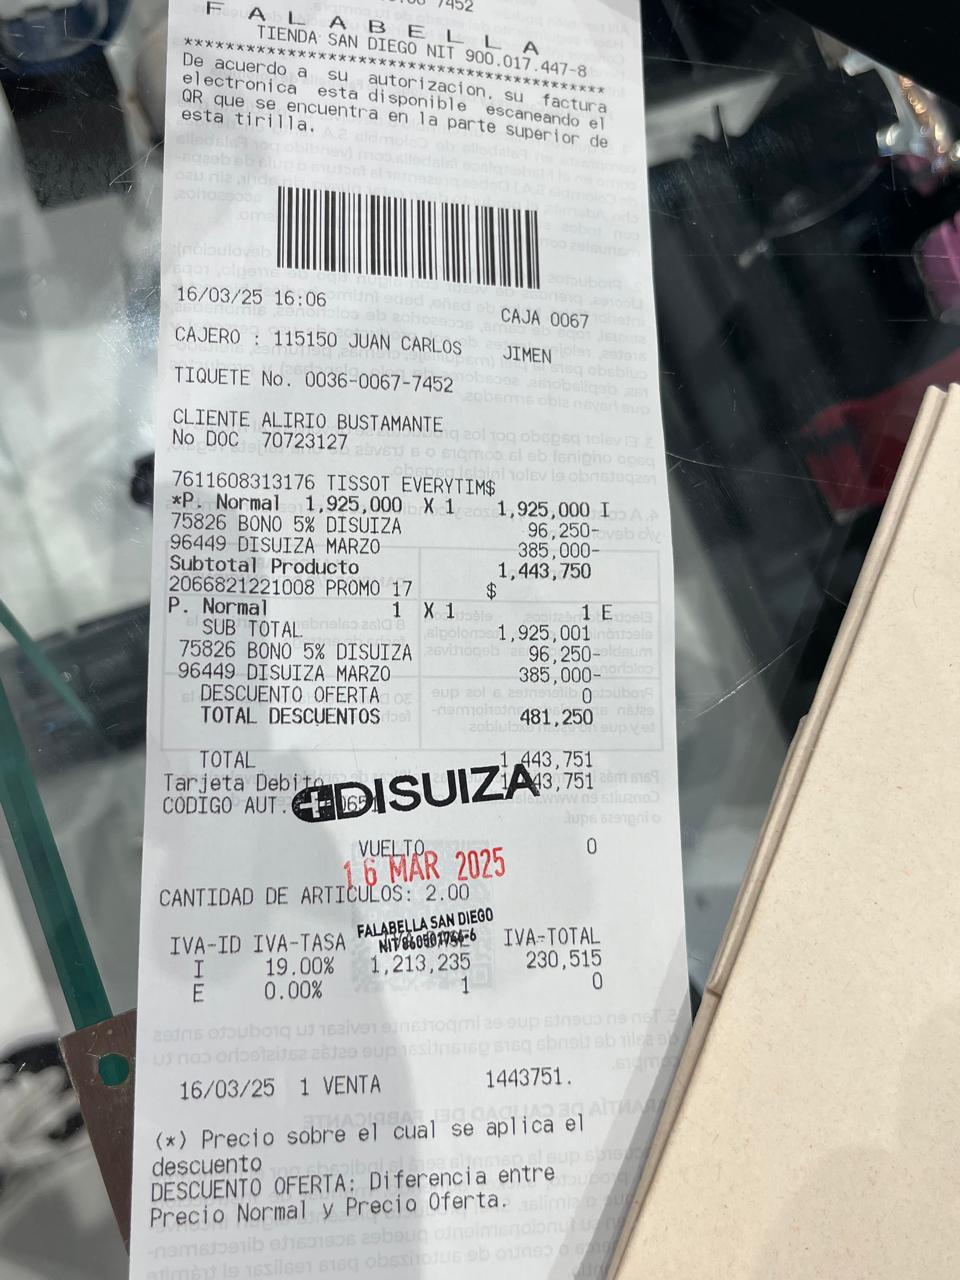 7452
F A L A B E L L A
TIENDA SAN DIEGO NIT 900.017.447-8
****************************************
De acuerdo a su autorizacion, su factura
electronica esta disponible escaneando el
QR que se encuentra en la parte superior de
esta tirilla.
16/03/25 16:06 CAJA 0067
CAJERO : 115150 JUAN CARLOS JIMEN
TIQUETE No. 0036-0067-7452
CLIENTE ALIRIO BUSTAMANTE
No DOC 70723127
7611608313176 TISSOT EVERYTIM$
*P. Normal 1,925,000 X 1 1,925,000 I
75826 BONO 5% DISUIZA 96,250-
96449 DISUIZA MARZO 385,000-
Subtotal Producto 1,443,750
2066821221008 PROMO 17 $
P. Normal 1 X 1 1 E
SUB TOTAL 1,925,001
75826 BONO 5% DISUIZA 96,250-
96449 DISUIZA MARZO 385,000-
DESCUENTO OFERTA 0
TOTAL DESCUENTOS 481,250
TOTAL 1,443,751
Tarjeta Debito 1,443,751
CODIGO AUT.
DISUIZA
VUELTO 0
16 MAR 2025
CANTIDAD DE ARTICULOS: 2.00
FALABELLA SAN DIEGO
IVA-ID IVA-TASA IVA-TOTAL
I 19.00% 1,213,235 230,515
E 0.00% 1 0
16/03/25 1 VENTA 1443751.
(*) Precio sobre el cual se aplica el
descuento
DESCUENTO OFERTA: Diferencia entre
Precio Normal y Precio Oferta.